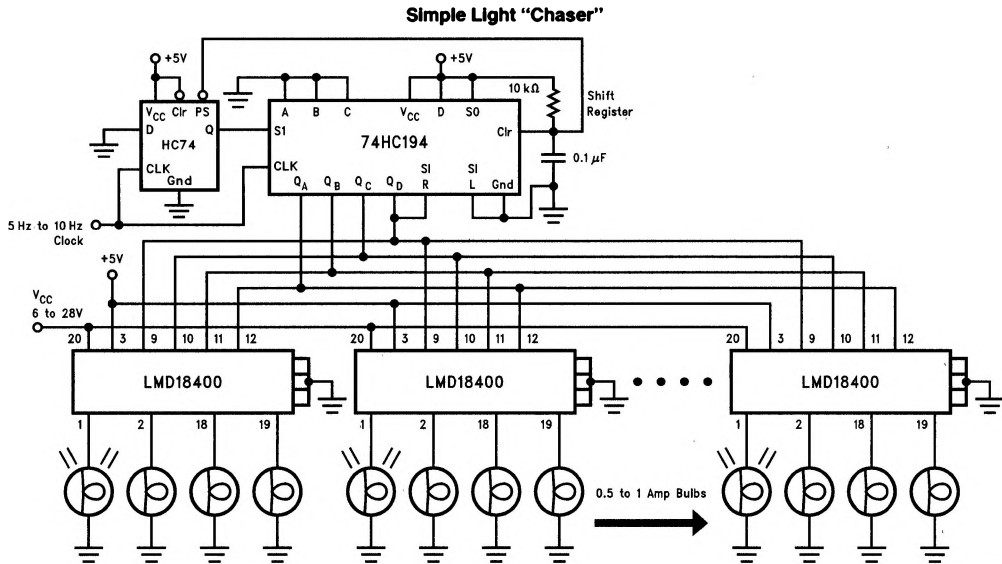 Simple Light "Chaser"
+5V
+5V
10 kΩ
Shift
Register
VCC Clr PS
D Q
HC74
CLK
Gnd
A B C
VCC D S0
S1 Clr
74HC194
CLK
QA QB QC QD
SI R
SI L
Gnd
0.1 µF
5 Hz to 10 Hz
Clock
+5V
VCC
6 to 28V
20 3 9 10 11 12
20 3 9 10 11 12
20 3 9 10 11 12
LMD18400
LMD18400
LMD18400
1 2 18 19
1 2 18 19
1 2 18 19
0.5 to 1 Amp Bulbs